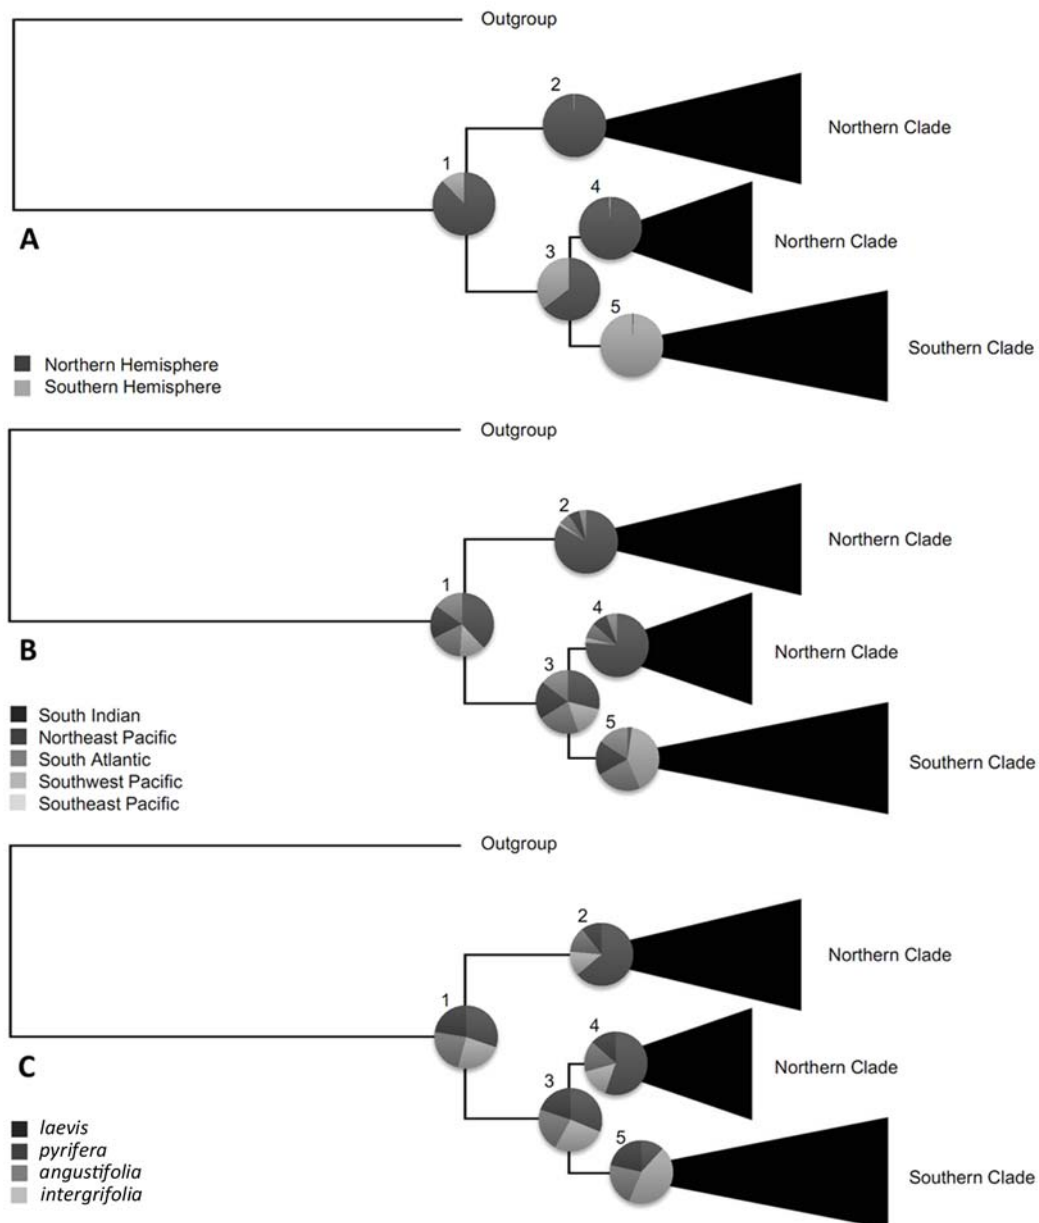 Outgroup
2
Northern Clade
1
4
A
Northern Clade
3
5
Northern Hemisphere
Southern Hemisphere
Southern Clade
Outgroup
2
Northern Clade
1
4
B
Northern Clade
3
South Indian
5
Northeast Pacific
South Atlantic
Southern Clade
Southwest Pacific
Southeast Pacific
Outgroup
2
Northern Clade
1
4
C
Northern Clade
3
laevis
5
pyrifera
angustifolia
Southern Clade
intergrifolia